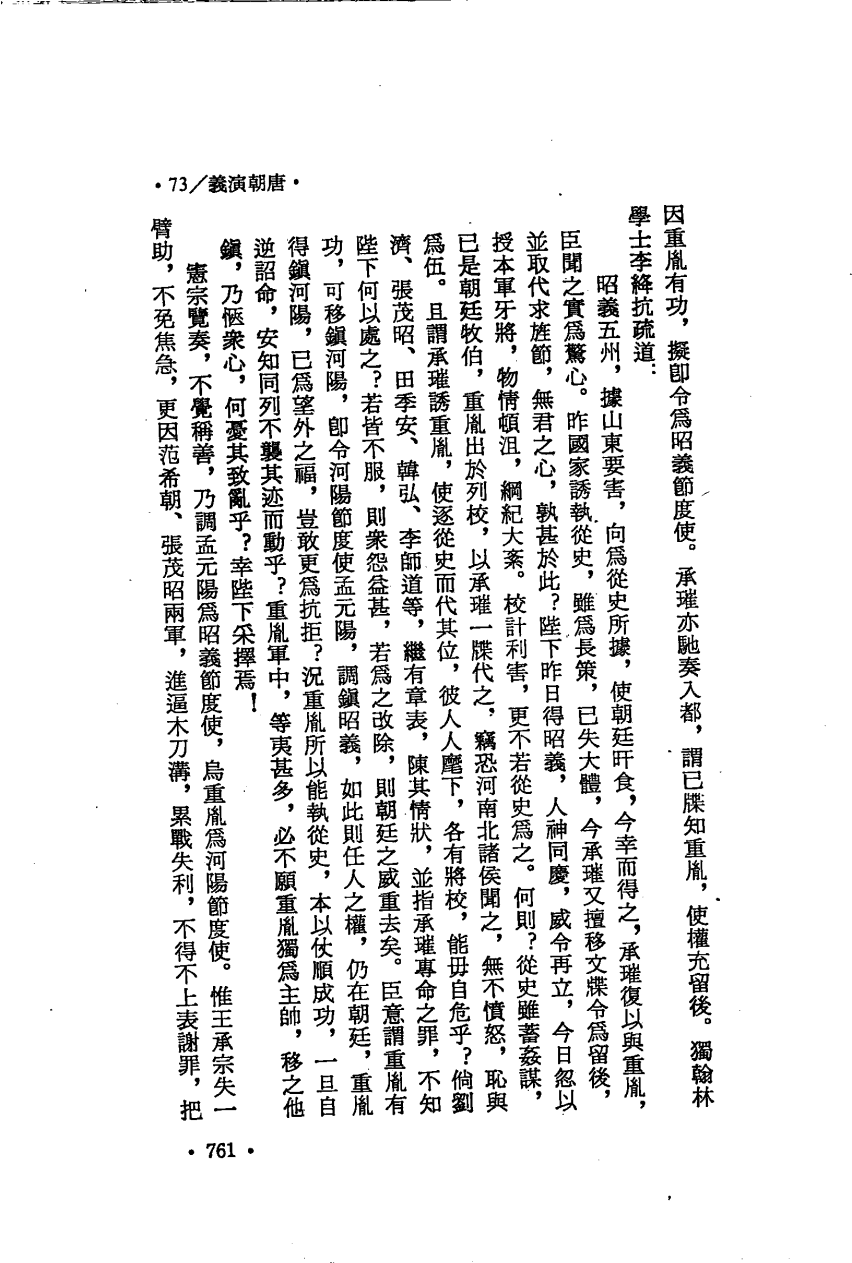 •73／義演朝唐•
因重胤有功，擬卽令爲昭義節度使。承璀亦馳奏入都，謂已牒知重胤，使權充留後。獨翰林
學士李絳抗疏道：
昭義五州，據山東要害，向爲從史所據，使朝廷旰食，今幸而得之，承璀復以與重胤，
臣聞之實爲驚心。昨國家誘執從史，雖爲長策，已失大體，今承璀又擅移文牒令爲留後，
並取代求旌節，無君之心，孰甚於此？陛下昨日得昭義，人神同慶，威令再立，今日忽以
授本軍牙將，物情頓沮，綱紀大紊。校計利害，更不若從史爲之。何則？從史雖蓄姦謀，
已是朝廷牧伯，重胤出於列校，以承璀一牒代之，竊恐河南北諸侯聞之，無不憤怒，恥與
爲伍。且謂承璀誘重胤，使逐從史而代其位，彼人人麾下，各有將校，能毋自危乎？倘劉
濟、張茂昭、田季安、韓弘、李師道等，繼有章表，陳其情狀，並指承璀專命之罪，不知
陛下何以處之？若皆不服，則衆怨益甚，若爲之改除，則朝廷之威重去矣。臣意謂重胤有
功，可移鎭河陽，卽令河陽節度使孟元陽，調鎭昭義，如此則任人之權，仍在朝廷，重胤
得鎭河陽，已爲望外之福，豈敢更爲抗拒？況重胤所以能執從史，本以仗順成功，一旦自
逆詔命，安知同列不襲其迹而動乎？重胤軍中，等夷甚多，必不願重胤獨爲主帥，移之他
鎭，乃愜衆心，何憂其致亂乎？幸陛下采擇焉！
憲宗覽奏，不覺稱善，乃調孟元陽爲昭義節度使，烏重胤爲河陽節度使。惟王承宗失一
臂助，不免焦急，更因范希朝、張茂昭兩軍，進逼木刀溝，累戰失利，不得不上表謝罪，把
•761•